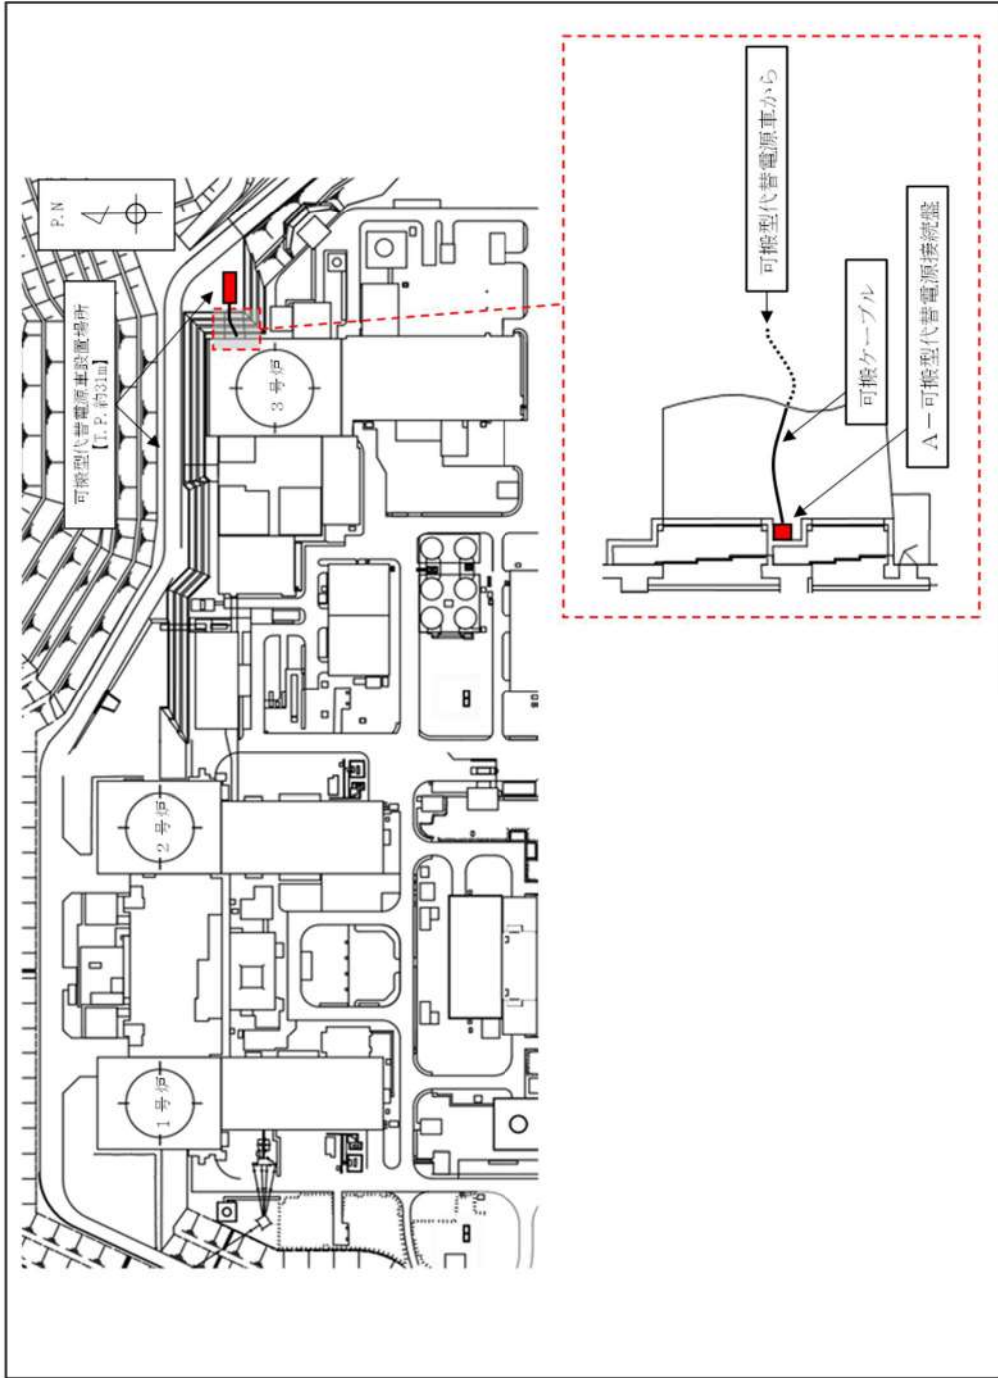 P.N
可搬型代替電源車設置場所
【T.P.約31m】
1号炉
2号炉
3号炉
可搬型代替電源車から
可搬ケーブル
A－可搬型代替電源接続盤